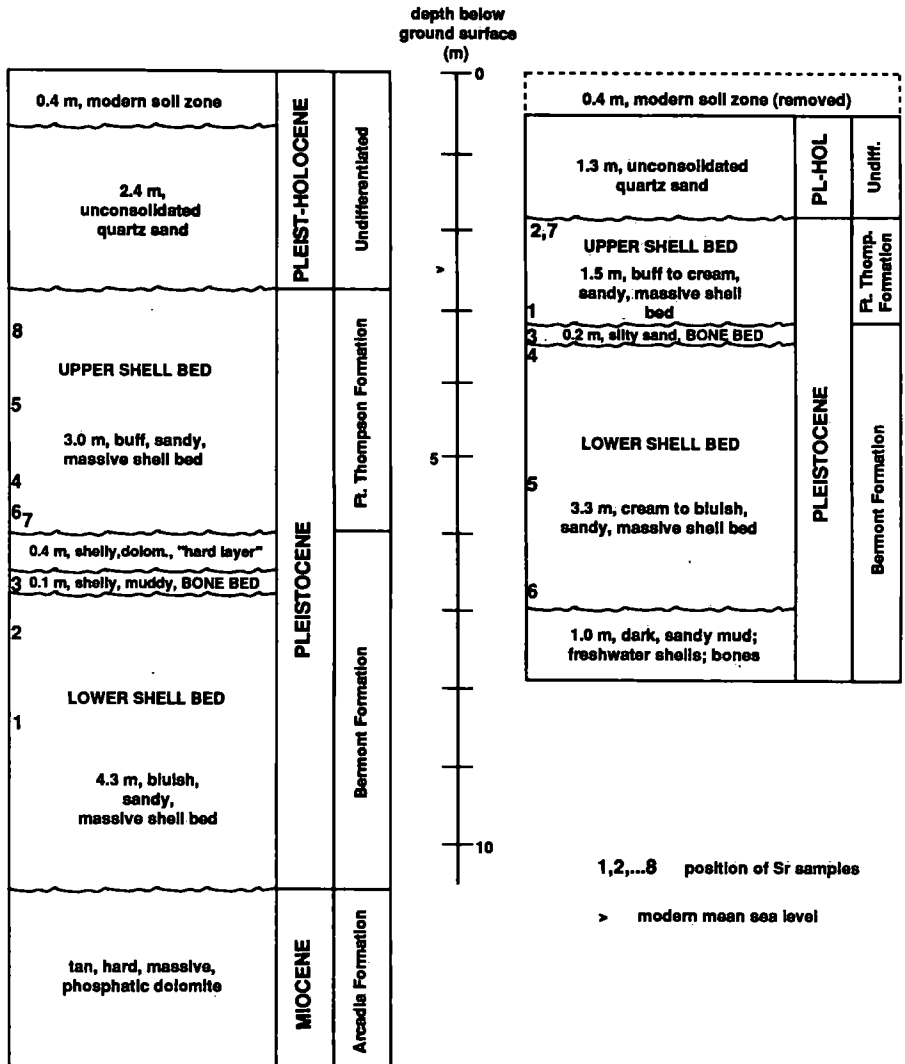 depth below
ground surface
(m)
0.4 m, modern soil zone
2.4 m,
unconsolidated
quartz sand
PLEIST-HOLOCENE
Undifferentiated
8
UPPER SHELL BED
5
3.0 m, buff, sandy,
massive shell bed
4
6 7
Ft. Thompson Formation
0.4 m, shelly,dolom., "hard layer"
3 0.1 m, shelly, muddy, BONE BED
2
LOWER SHELL BED
1
4.3 m, bluish,
sandy,
massive shell bed
PLEISTOCENE
Bermont Formation
tan, hard, massive,
phosphatic dolomite
MIOCENE
Arcadia Formation
0
>
5
10
0.4 m, modern soil zone (removed)
1.3 m, unconsolidated
quartz sand
PL-HOL
Undiff.
2,7
UPPER SHELL BED
1.5 m, buff to cream,
sandy, massive shell
bed
1
Ft. Thomp.
Formation
3 0.2 m, silty sand, BONE BED
4
LOWER SHELL BED
5
3.3 m, cream to bluish,
sandy, massive shell bed
6
1.0 m, dark, sandy mud;
freshwater shells; bones
PLEISTOCENE
Bermont Formation
1,2,...8 position of Sr samples
> modern mean sea level